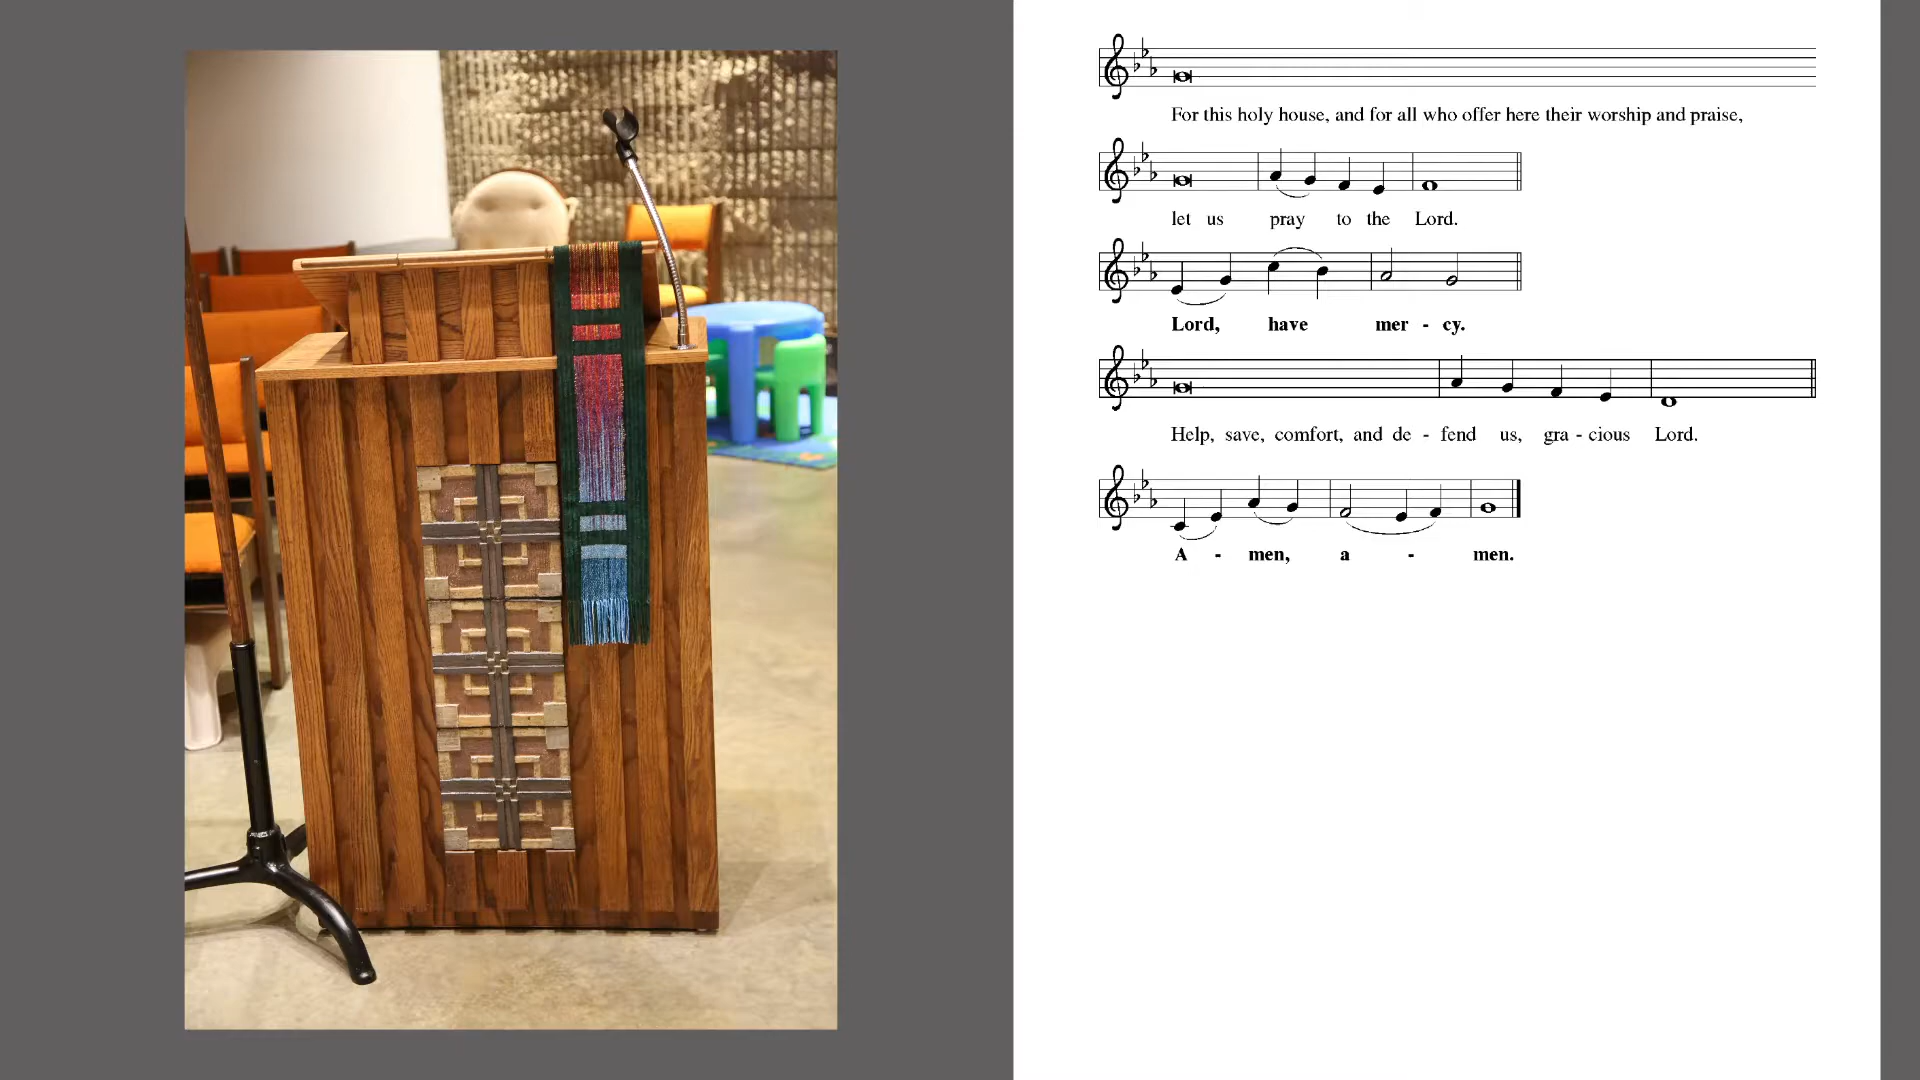 For this holy house, and for all who offer here their worship and praise,
let us pray to the Lord.
Lord, have mer - cy.
Help, save, comfort, and de - fend us, gra - cious Lord.
A - men, a - men.